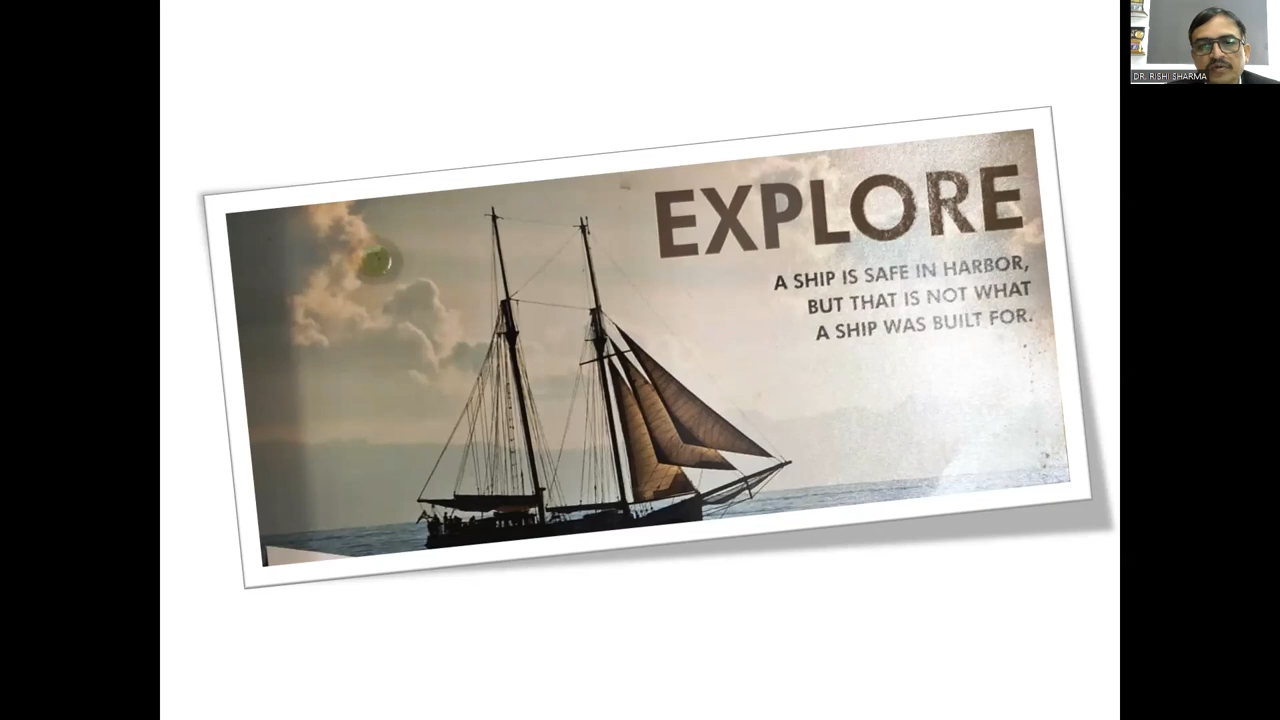 EXPLORE
A SHIP IS SAFE IN HARBOR,
BUT THAT IS NOT WHAT
A SHIP WAS BUILT FOR.
DR. RISHI SHARMA